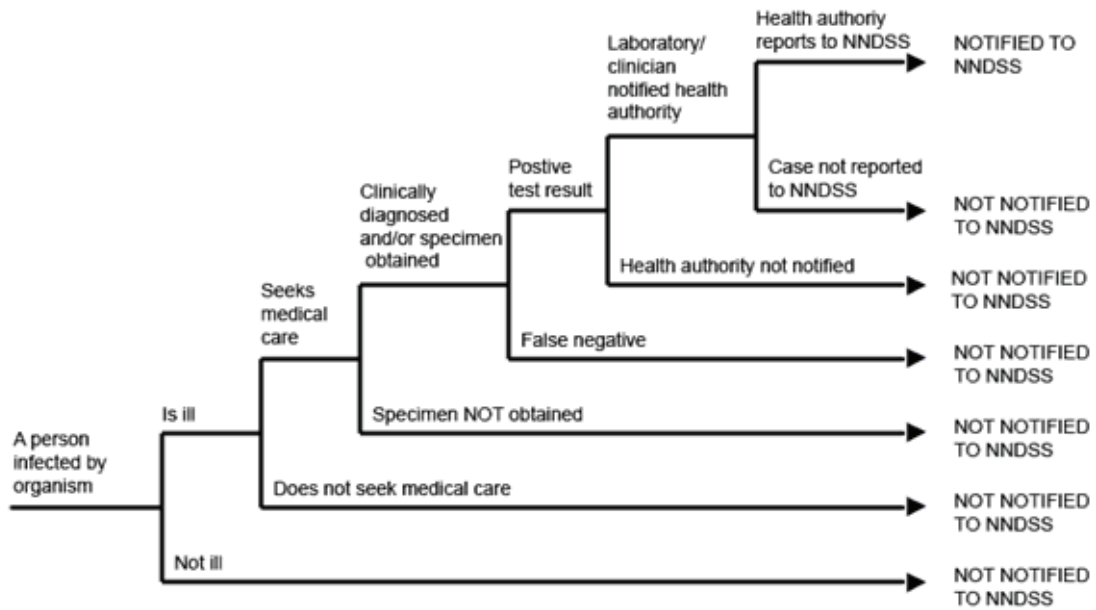 Health authoriy
reports to NNDSS
NOTIFIED TO
NNDSS
Laboratory/
clinician
notified health
authority
Case not reported
to NNDSS
NOT NOTIFIED
TO NNDSS
Postive
test result
Health authority not notified
NOT NOTIFIED
TO NNDSS
Clinically
diagnosed
and/or specimen
obtained
False negative
NOT NOTIFIED
TO NNDSS
Seeks
medical
care
Specimen NOT obtained
NOT NOTIFIED
TO NNDSS
Is ill
Does not seek medical care
NOT NOTIFIED
TO NNDSS
A person
infected by
organism
Not ill
NOT NOTIFIED
TO NNDSS